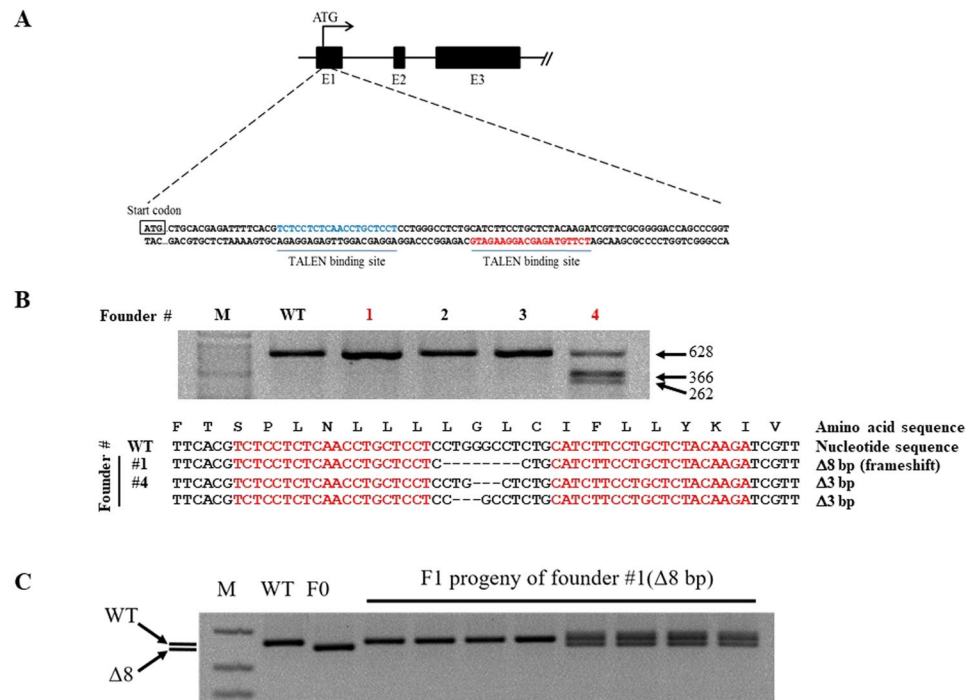 A
ATG
E1 E2 E3
Start codon
ATG..CTGCACGAGATTTTCACGTCTCCTCTCAACCTGCTCCTCCTGGGCCTCTGCATCTTCCTGCTCTACAAGATCGTTCGCGGGGACCAGCCCGGT
TAC..GACGTGCTCTAAAAGTGCAGAGGAGAGTTGGACGAGGAGGACCCGGAGACGTAGAAGGACGAGATGTTCTAGCAAGCGCCCCTGGTCGGGCCA
TALEN binding site TALEN binding site
B
Founder # M WT 1 2 3 4
628
366
262
F T S P L N L L L L G L C I F L L Y K I V Amino acid sequence
Founder #
WT TTCACGTCTCCTCTCAACCTGCTCCTCCTGGGCCTCTGCATCTTCCTGCTCTACAAGATCGTT Nucleotide sequence
#1 TTCACGTCTCCTCTCAACCTGCTCCTCC--------CTGCATCTTCCTGCTCTACAAGATCGTT Δ8 bp (frameshift)
#4 TTCACGTCTCCTCTCAACCTGCTCCTCCTG---CTCTGCATCTTCCTGCTCTACAAGATCGTT Δ3 bp
TTCACGTCTCCTCTCAACCTGCTCCTCC---GCCTCTGCATCTTCCTGCTCTACAAGATCGTT Δ3 bp
C
M WT F0 F1 progeny of founder #1(Δ8 bp)
WT
Δ8